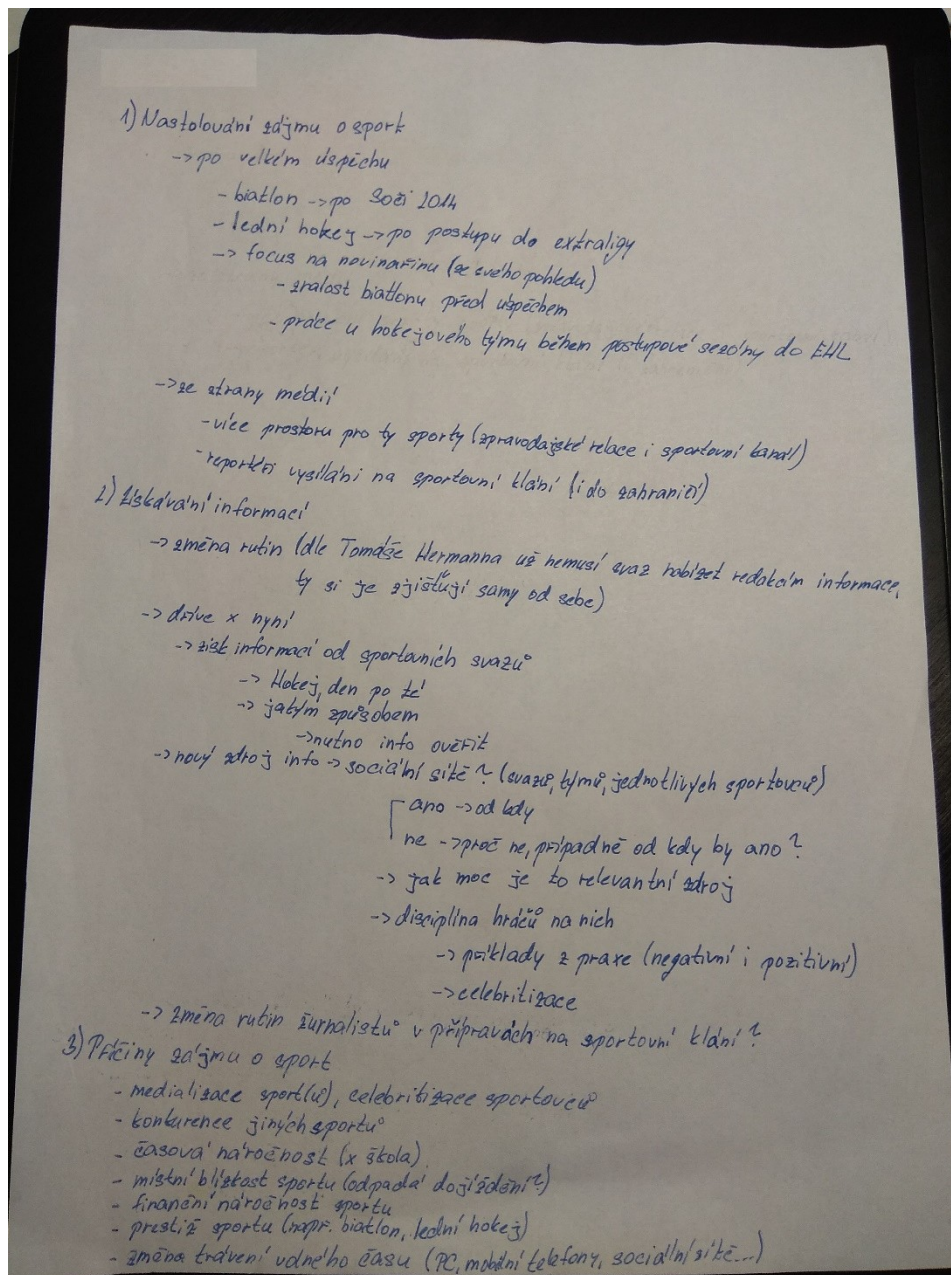 1) Nastolování zájmu o sport
-> po velkém úspěchu
- biatlon -> po Soči 2014
- lední hokej -> po postupu do extraligy
-> focus na novinařinu (ze svého pohledu)
- zralost biatlonu před úspěchem
- práce u hokejového týmu během postupové sezóny do EHL
-> ze strany médií
- více prostoru pro ty sporty (zpravodajské relace i sportovní kanál)
- reportéři vysíláni na sportovní klání (i do zahraničí)
2) Získávání informací
-> změna rutin (dle Tomáše Hermanna už nemusí svaz nabízet redakcím informace,
ty si je zjišťují samy od sebe)
-> dříve x nyní
-> zisk informací od sportovních svazů
-> Hokej, den po té
-> jakým způsobem
-> nutno info ověřit
-> nový zdroj info -> sociální sítě? (svazů, týmů, jednotlivých sportovců)
ano -> od kdy
ne -> proč ne, případně od kdy by ano?
-> jak moc je to relevantní zdroj
-> disciplína hráčů na nich
-> příklady z praxe (negativní i pozitivní)
-> celebritizace
-> změna rutin žurnalistů v přípravách na sportovní klání?
3) Příčiny zájmu o sport
- medializace sport(ů), celebritizace sportovců
- konkurence jiných sportů
- časová náročnost (x škola)
- místní blízkost sportu (odpadá dojíždění?)
- finanční náročnost sportu
- prestiž sportu (např. biatlon, lední hokej)
- změna trávení volného času (PC, mobilní telefony, sociální sítě...)